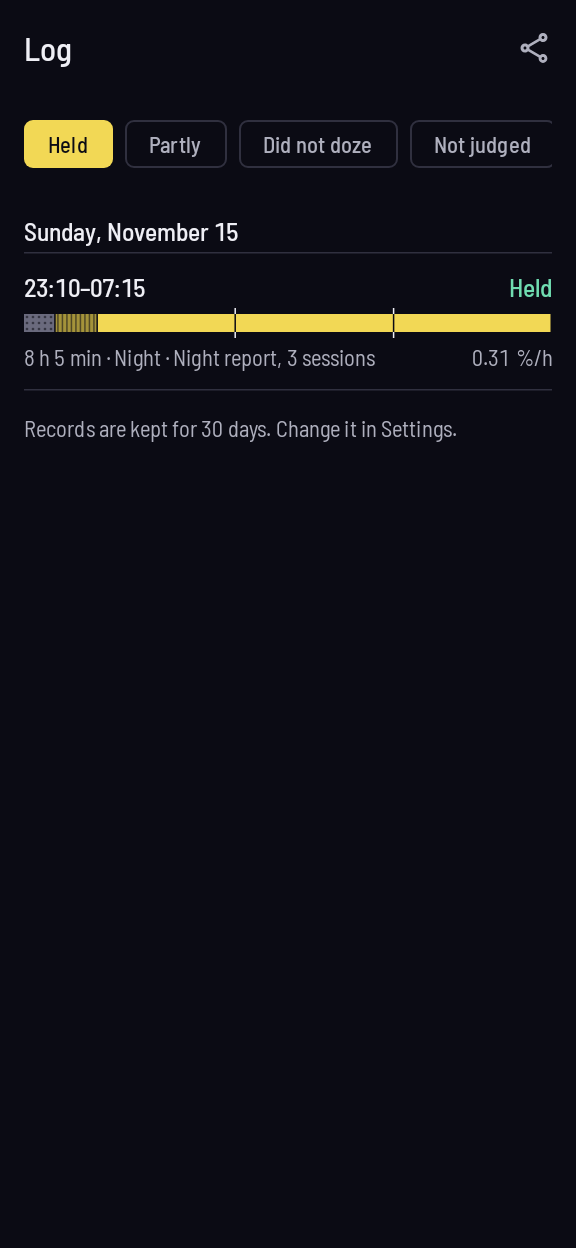 Log
Held
Partly
Did not doze
Not judged
Sunday, November 15
23:10–07:15
Held
8 h 5 min · Night · Night report, 3 sessions
0.31 %/h
Records are kept for 30 days. Change it in Settings.